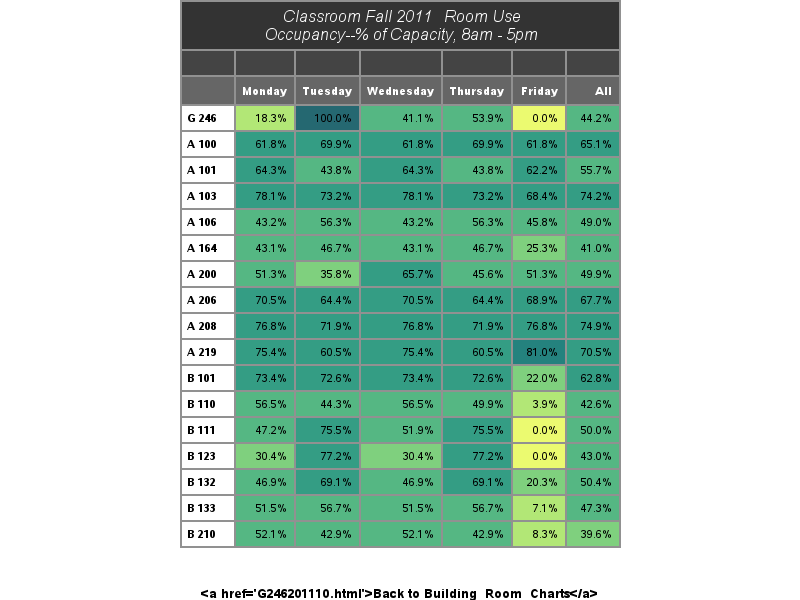 Classroom Fall 2011 Room Use
Occupancy--% of Capacity, 8am - 5pm
Monday Tuesday Wednesday Thursday Friday All
G 246 18.3% 100.0% 41.1% 53.9% 0.0% 44.2%
A 100 61.8% 69.9% 61.8% 69.9% 61.8% 65.1%
A 101 64.3% 43.8% 64.3% 43.8% 62.2% 55.7%
A 103 78.1% 73.2% 78.1% 73.2% 68.4% 74.2%
A 106 43.2% 56.3% 43.2% 56.3% 45.8% 49.0%
A 164 43.1% 46.7% 43.1% 46.7% 25.3% 41.0%
A 200 51.3% 35.8% 65.7% 45.6% 51.3% 49.9%
A 206 70.5% 64.4% 70.5% 64.4% 68.9% 67.7%
A 208 76.8% 71.9% 76.8% 71.9% 76.8% 74.9%
A 219 75.4% 60.5% 75.4% 60.5% 81.0% 70.5%
B 101 73.4% 72.6% 73.4% 72.6% 22.0% 62.8%
B 110 56.5% 44.3% 56.5% 49.9% 3.9% 42.6%
B 111 47.2% 75.5% 51.9% 75.5% 0.0% 50.0%
B 123 30.4% 77.2% 30.4% 77.2% 0.0% 43.0%
B 132 46.9% 69.1% 46.9% 69.1% 20.3% 50.4%
B 133 51.5% 56.7% 51.5% 56.7% 7.1% 47.3%
B 210 52.1% 42.9% 52.1% 42.9% 8.3% 39.6%
<a href='G246201110.html'>Back to Building_Room_Charts</a>